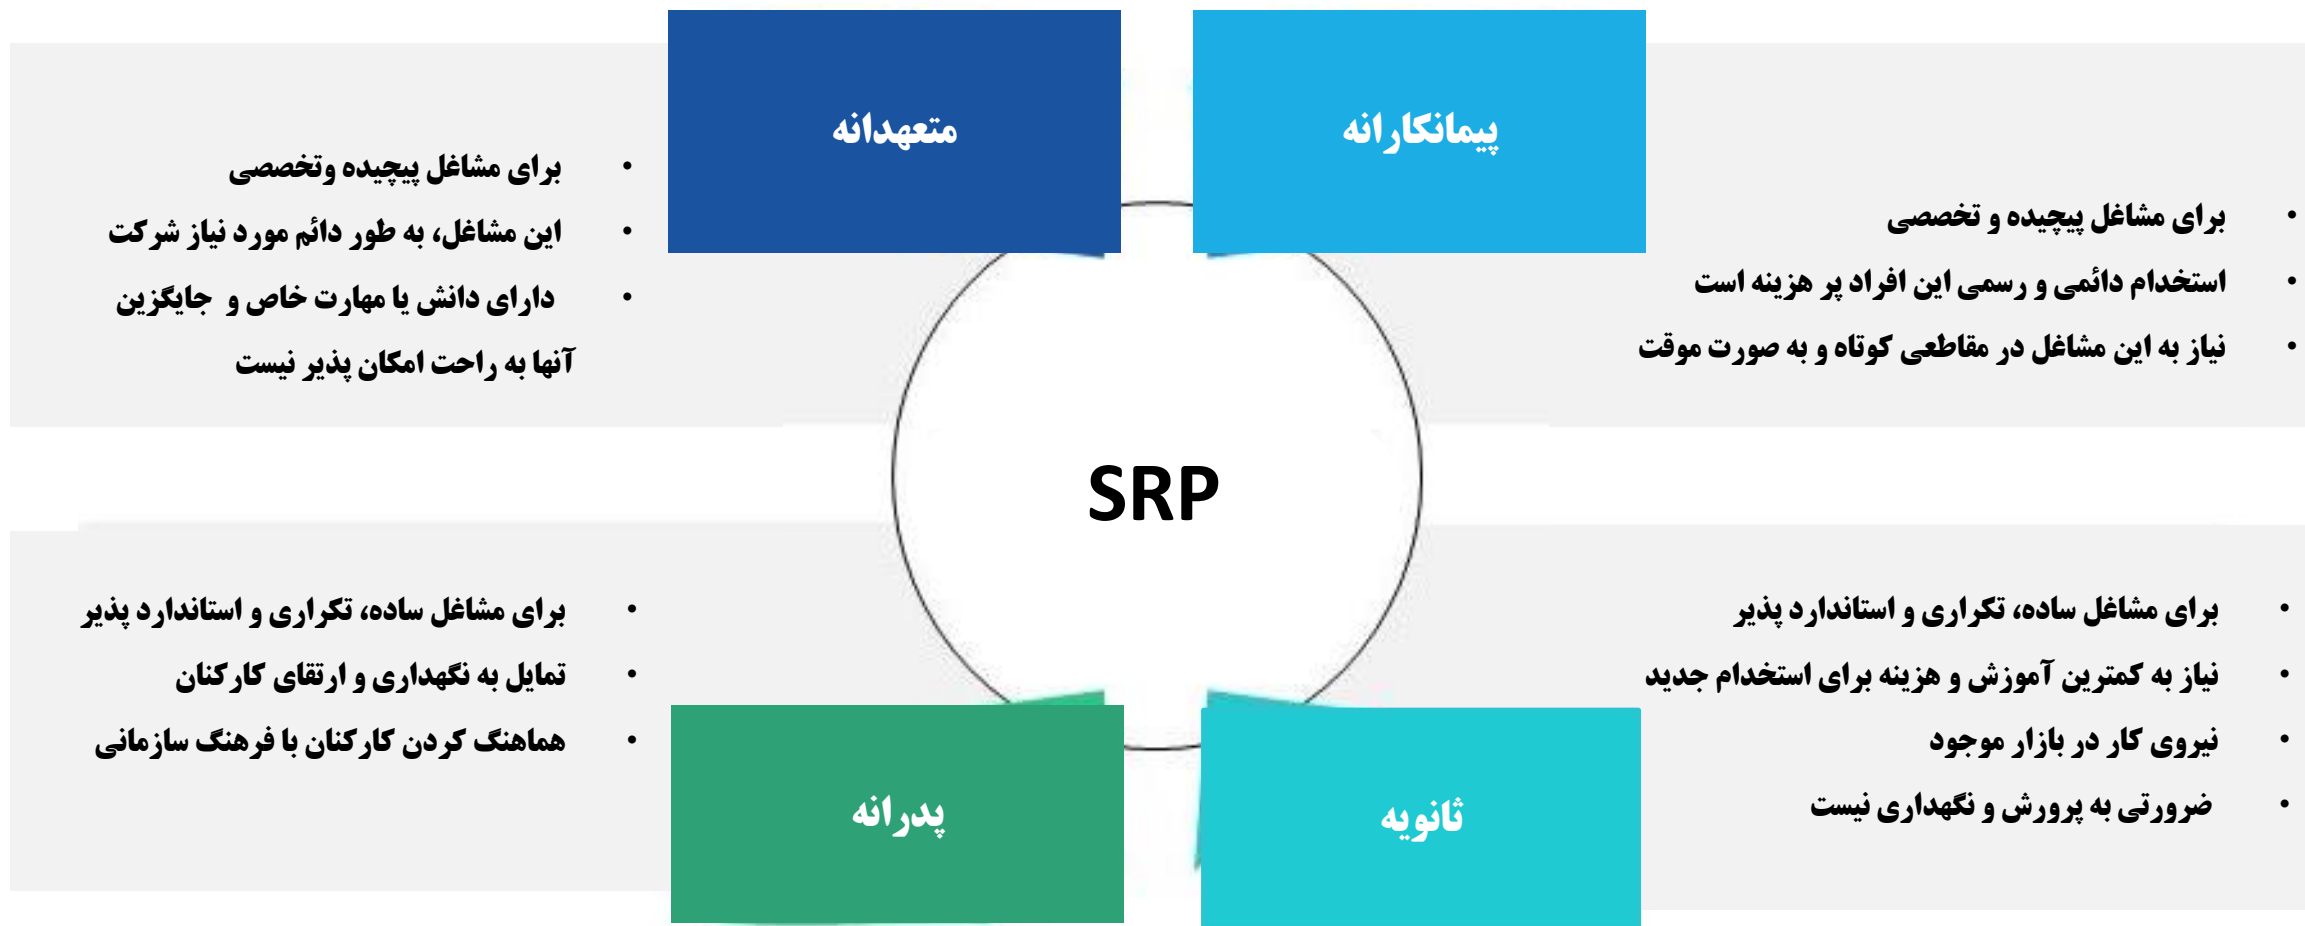 پیمانکارانه
• برای مشاغل پیچیده و تخصصی
• استخدام دائمی و رسمی این افراد پر هزینه است
• نیاز به این مشاغل در مقاطعی کوتاه و به صورت موقت
متعهدانه
• برای مشاغل پیچیده وتخصصی
• این مشاغل، به طور دائم مورد نیاز شرکت
• دارای دانش یا مهارت خاص و جایگزین
آنها به راحت امکان پذیر نیست
SRP
ثانویه
• برای مشاغل ساده، تکراری و استاندارد پذیر
• نیاز به کمترین آموزش و هزینه برای استخدام جدید
• نیروی کار در بازار موجود
• ضرورتی به پرورش و نگهداری نیست
پدرانه
• برای مشاغل ساده، تکراری و استاندارد پذیر
• تمایل به نگهداری و ارتقای کارکنان
• هماهنگ کردن کارکنان با فرهنگ سازمانی